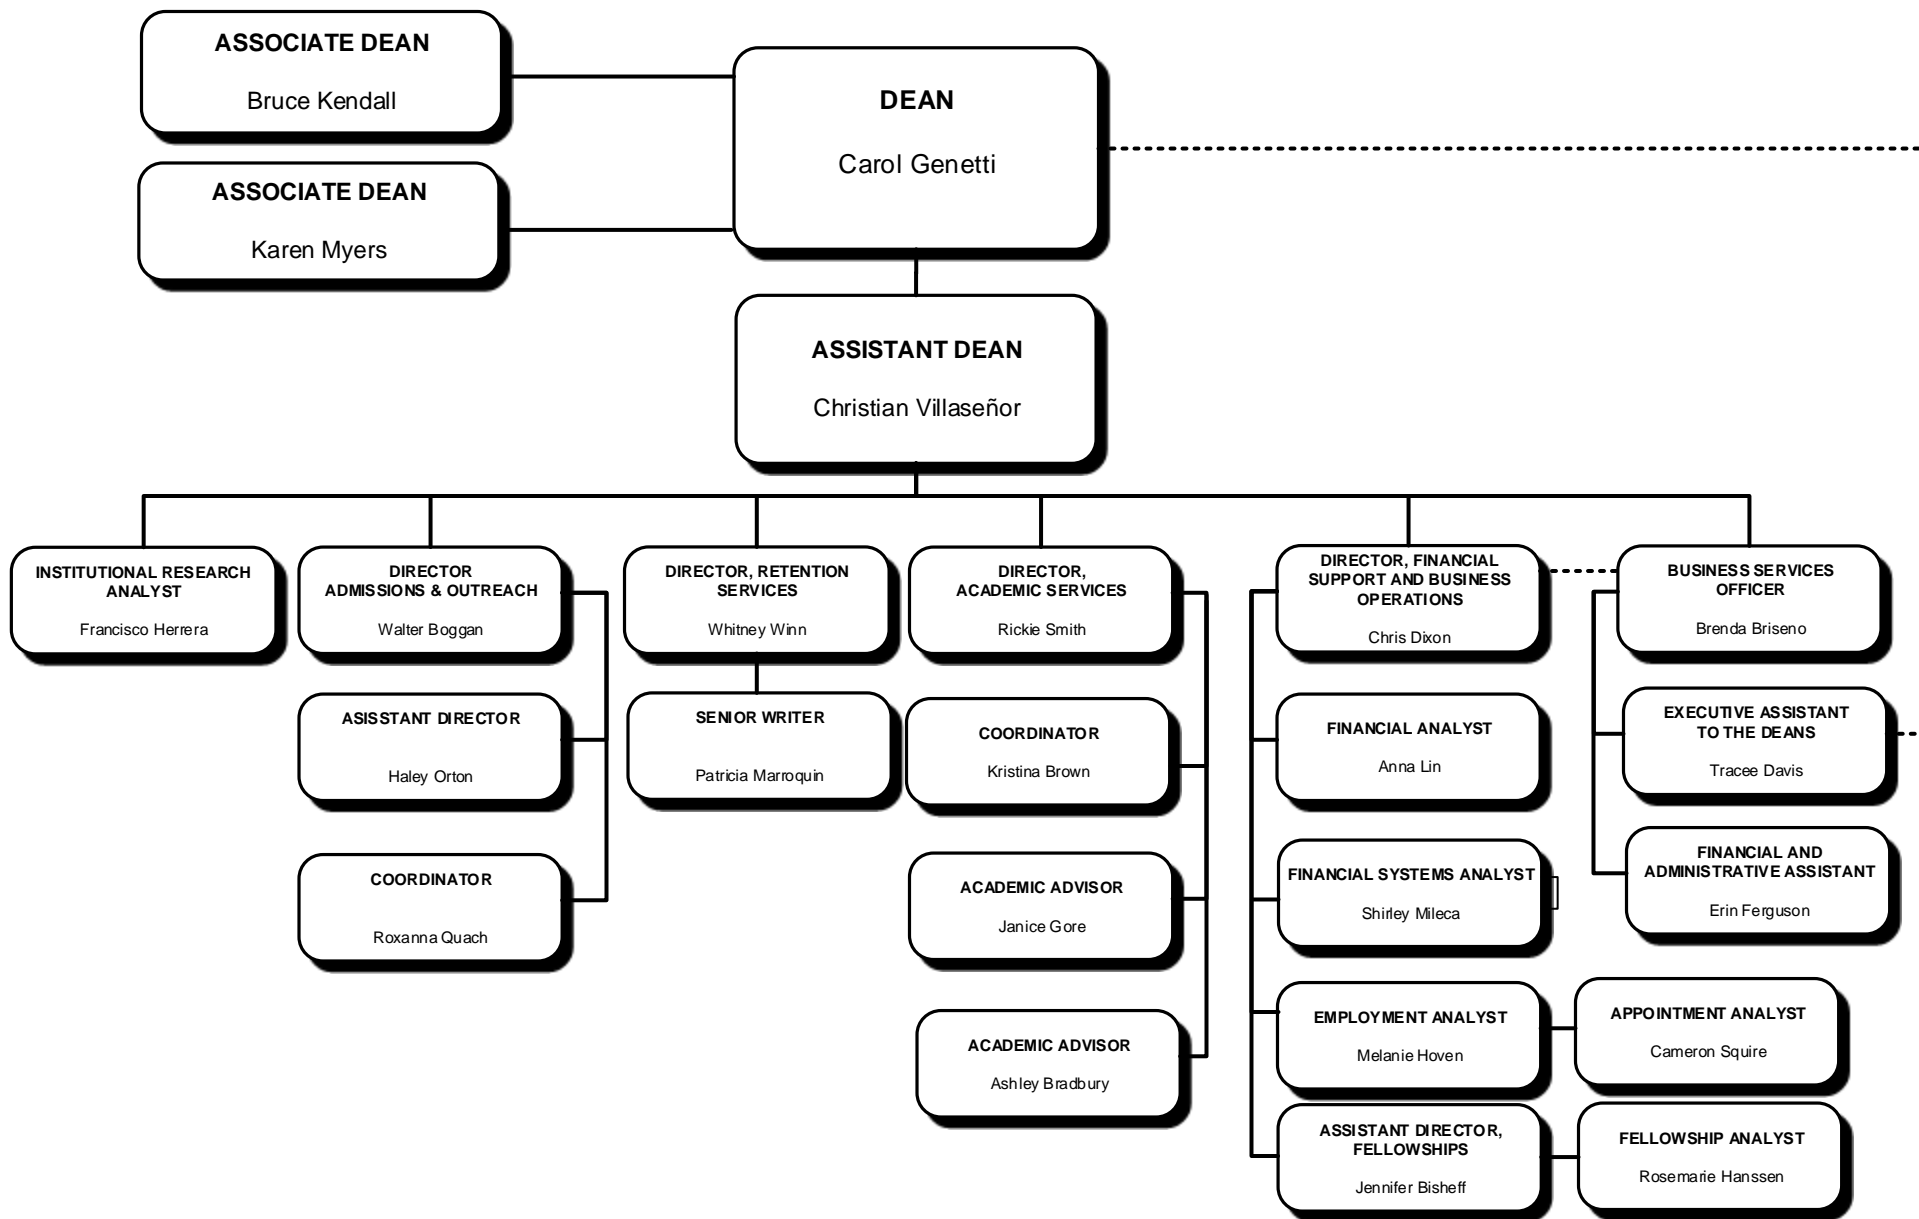 ASSOCIATE DEAN
Bruce Kendall
DEAN
Carol Genetti
ASSOCIATE DEAN
Karen Myers
ASSISTANT DEAN
Christian Villaseñor
INSTITUTIONAL RESEARCH
ANALYST
Francisco Herrera
DIRECTOR
ADMISSIONS & OUTREACH
Walter Boggan
DIRECTOR, RETENTION
SERVICES
Whitney Winn
DIRECTOR,
ACADEMIC SERVICES
Rickie Smith
DIRECTOR, FINANCIAL
SUPPORT AND BUSINESS
OPERATIONS
Chris Dixon
BUSINESS SERVICES
OFFICER
Brenda Briseno
ASISSTANT DIRECTOR
Haley Orton
SENIOR WRITER
Patricia Marroquin
COORDINATOR
Kristina Brown
FINANCIAL ANALYST
Anna Lin
EXECUTIVE ASSISTANT
TO THE DEANS
Tracee Davis
COORDINATOR
Roxanna Quach
ACADEMIC ADVISOR
Janice Gore
FINANCIAL SYSTEMS ANALYST
Shirley Mileca
FINANCIAL AND
ADMINISTRATIVE ASSISTANT
Erin Ferguson
ACADEMIC ADVISOR
Ashley Bradbury
EMPLOYMENT ANALYST
Melanie Hoven
APPOINTMENT ANALYST
Cameron Squire
ASSISTANT DIRECTOR,
FELLOWSHIPS
Jennifer Bisheff
FELLOWSHIP ANALYST
Rosemarie Hanssen